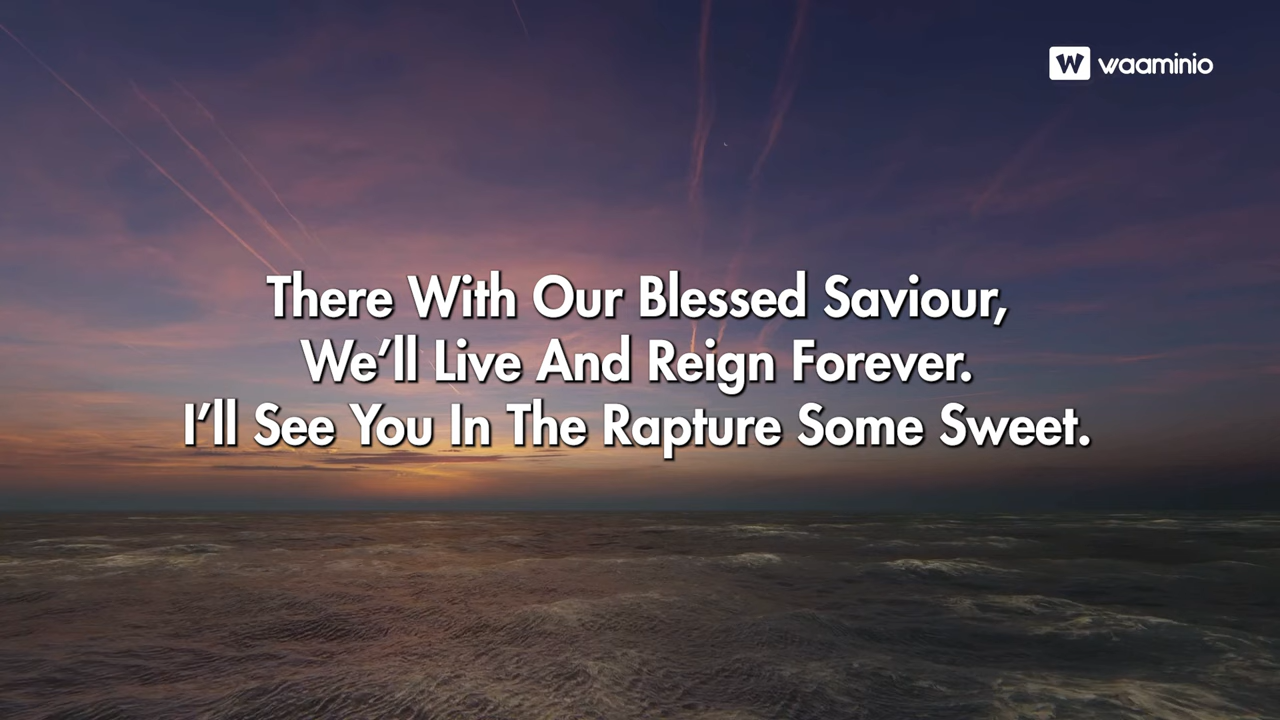 W waaminio
There With Our Blessed Saviour,
We’ll Live And Reign Forever.
I’ll See You In The Rapture Some Sweet.